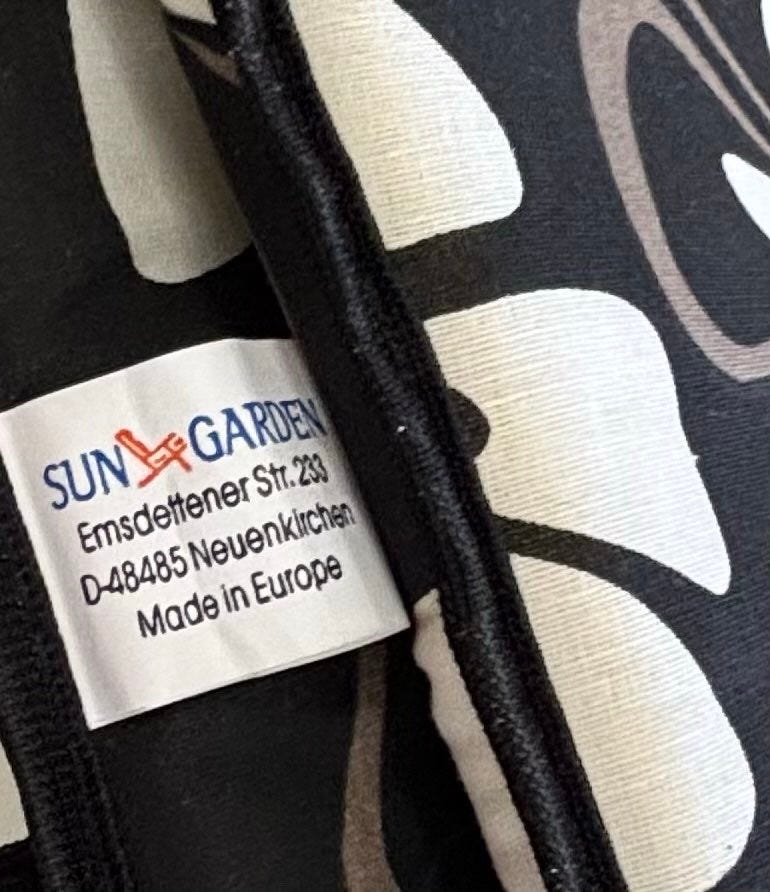 SUN GARDEN
Emsdettener Str. 233
D-48485 Neuenkirchen
Made in Europe